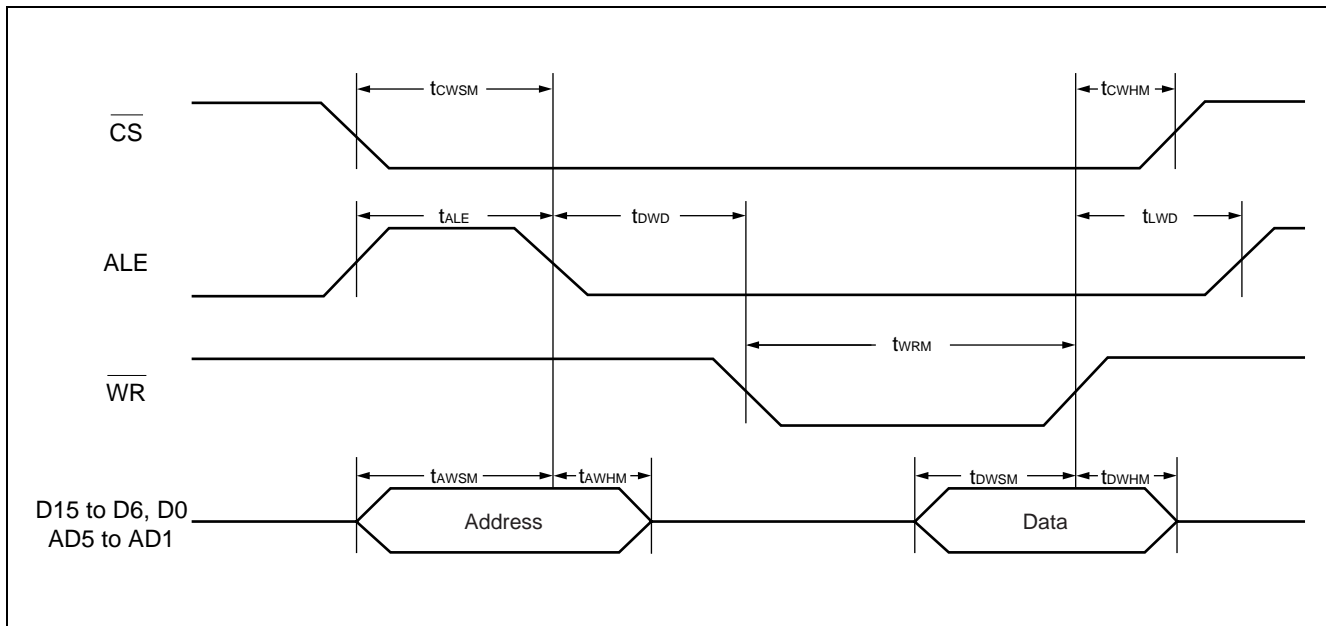 tCWSM
tCWHM
CS
tALE
tDWD
tLWD
ALE
tWRM
WR
tAWSM
tAWHM
tDWSM
tDWHM
D15 to D6, D0
AD5 to AD1
Address
Data